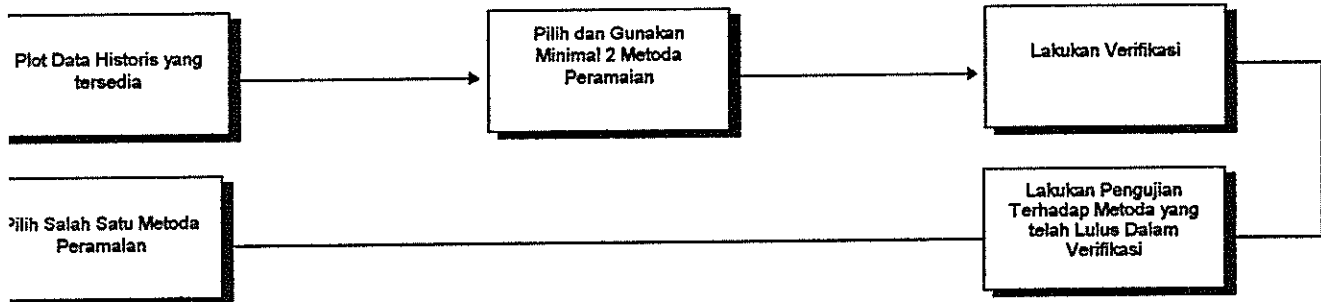 Plot Data Historis yang
tersedia
Pilih dan Gunakan
Minimal 2 Metoda
Peramalan
Lakukan Verifikasi
Lakukan Pengujian
Terhadap Metoda yang
telah Lulus Dalam
Verifikasi
Pilih Salah Satu Metoda
Peramalan